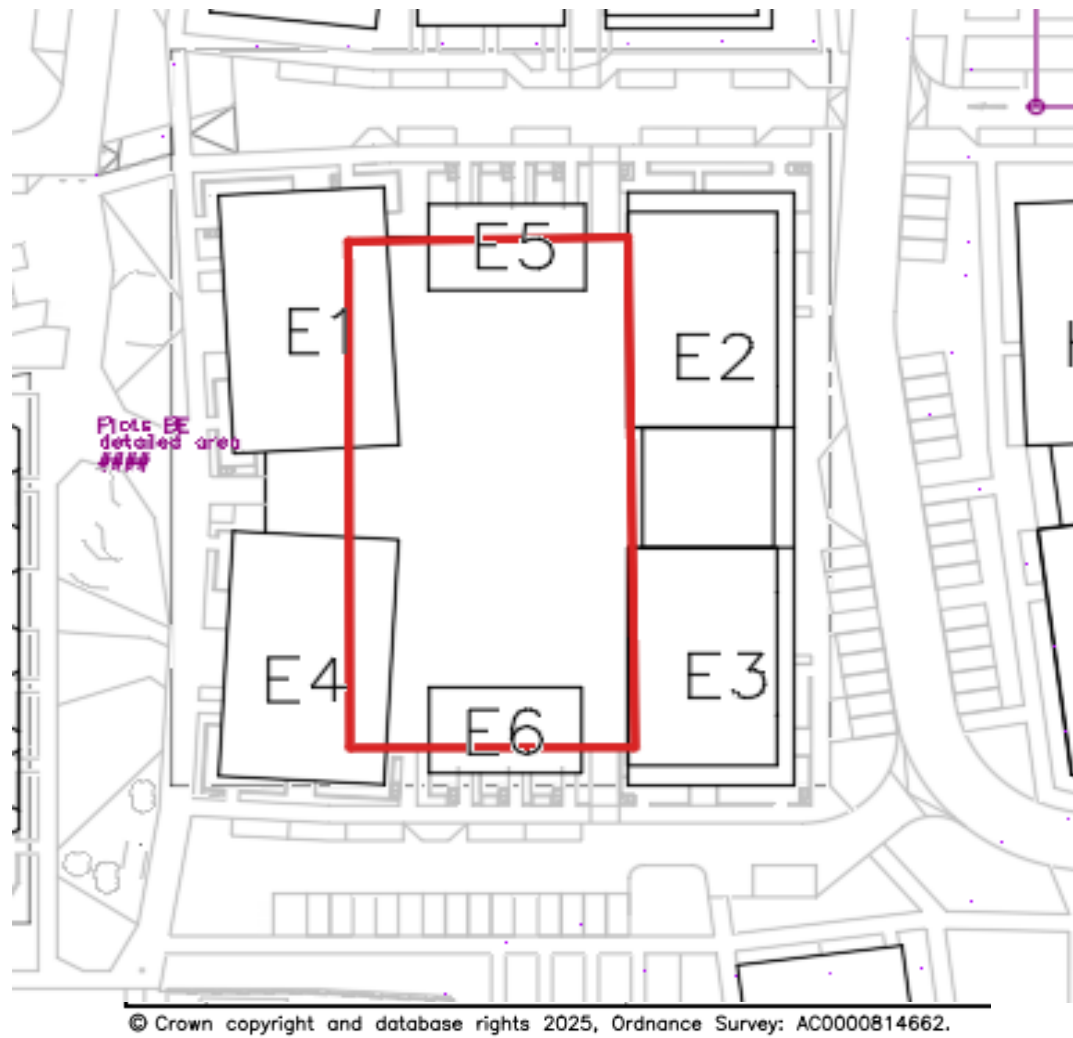 E5
E1
E2
Plots BE
detailed area
####
E4
E3
E6
© Crown copyright and database rights 2025, Ordnance Survey: AC0000814662.